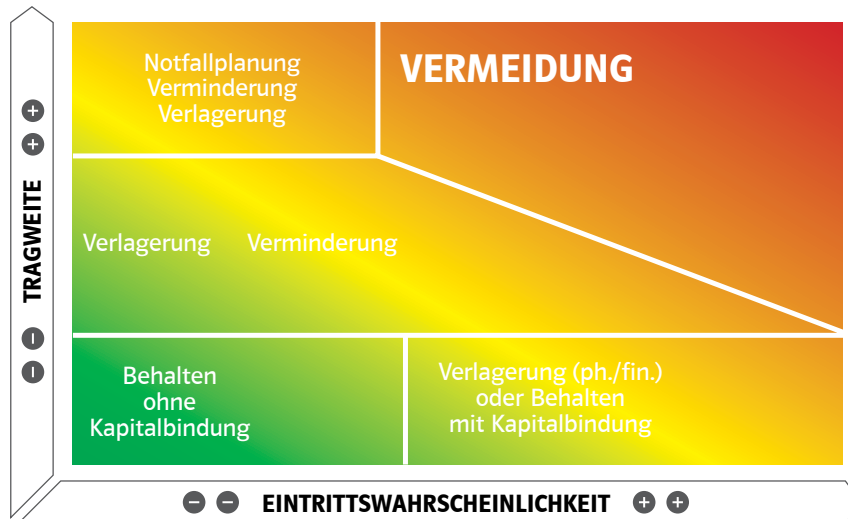 Notfallplanung
Verminderung
Verlagerung
VERMEIDUNG
TRAGWEITE
Verlagerung Verminderung
Behalten
ohne
Kapitalbindung
Verlagerung (ph./fin.)
oder Behalten
mit Kapitalbindung
EINTRITTSWAHRSCHEINLICHKEIT